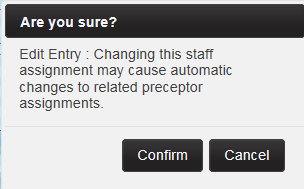 Are you sure?
Edit Entry : Changing this staff
assignment may cause automatic
changes to related preceptor
assignments.
Confirm Cancel